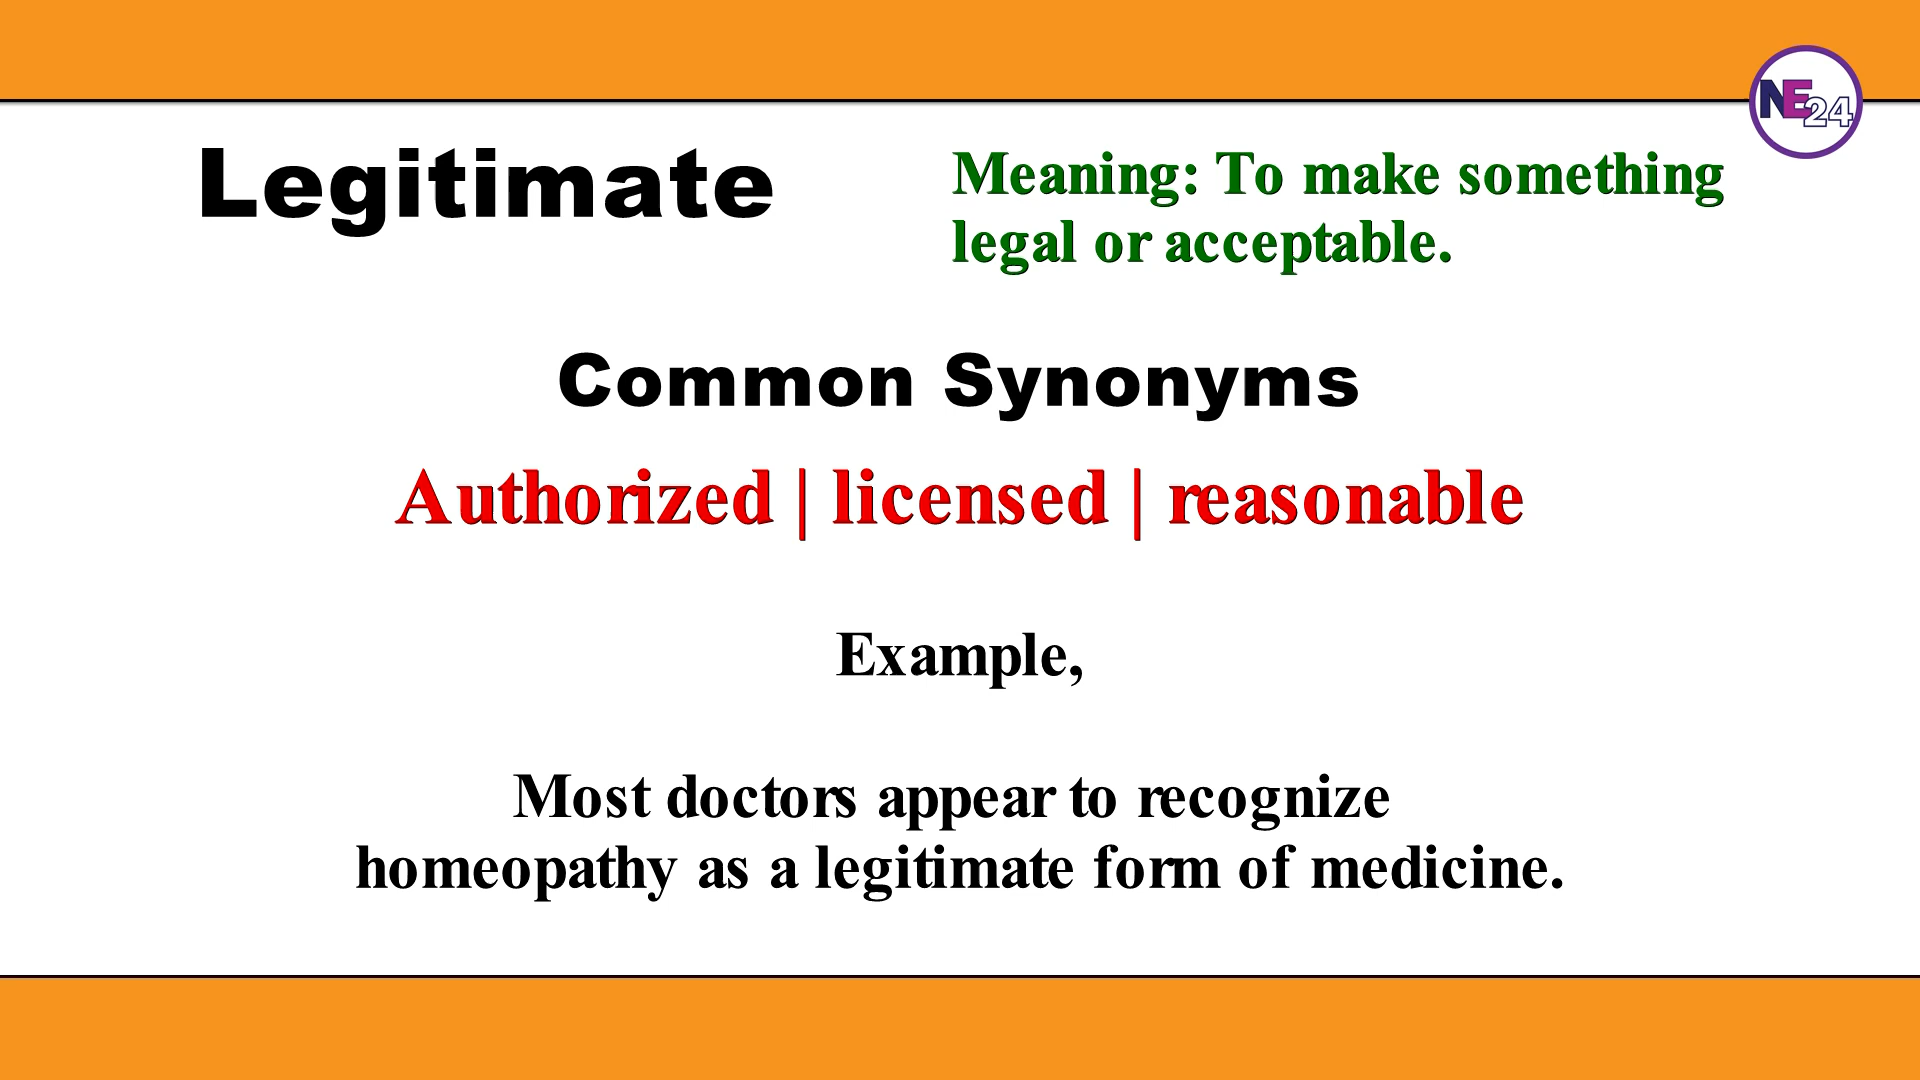 NE24
Legitimate
Meaning: To make something
legal or acceptable.
Common Synonyms
Authorized | licensed | reasonable
Example,
Most doctors appear to recognize
homeopathy as a legitimate form of medicine.